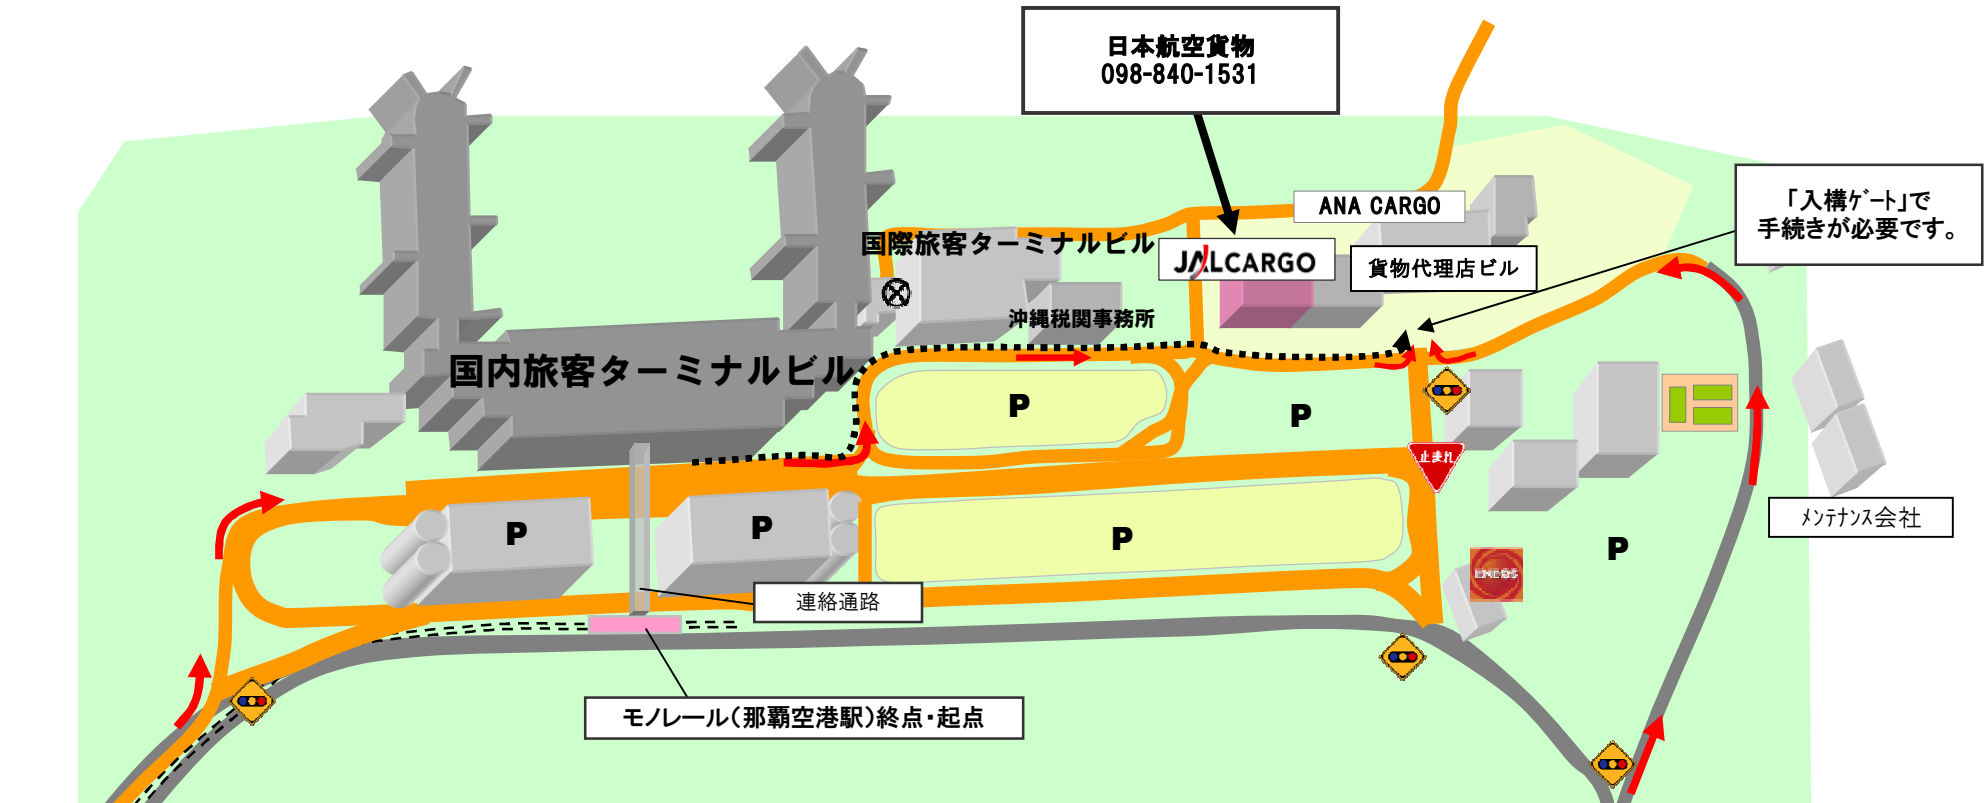 日本航空貨物
098-840-1531
ANA CARGO
「入構ｹﾞｰﾄ」で
手続きが必要です。
国際旅客ターミナルビル
JALCARGO
貨物代理店ビル
沖縄税関事務所
国内旅客ターミナルビル
P
P
止まれ
P
P
P
P
ﾒﾝﾃﾅﾝｽ会社
ENEOS
連絡通路
モノレール（那覇空港駅）終点・起点